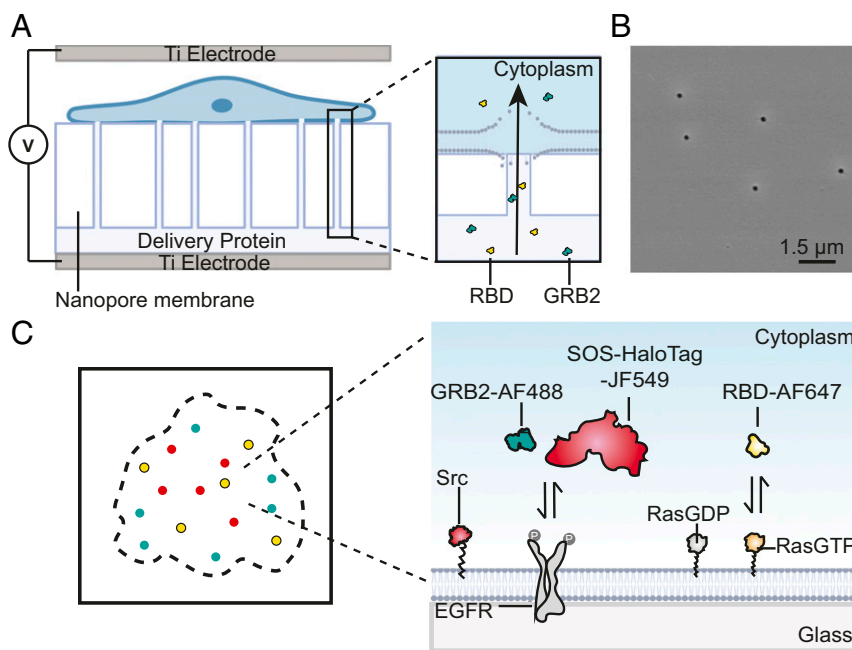 A
Ti Electrode
V
Delivery Protein
Ti Electrode
Nanopore membrane
Cytoplasm
RBD
GRB2
B
1.5 μm
C
Cytoplasm
SOS-HaloTag
-JF549
GRB2-AF488
RBD-AF647
Src
RasGDP
P
P
RasGTP
EGFR
Glass